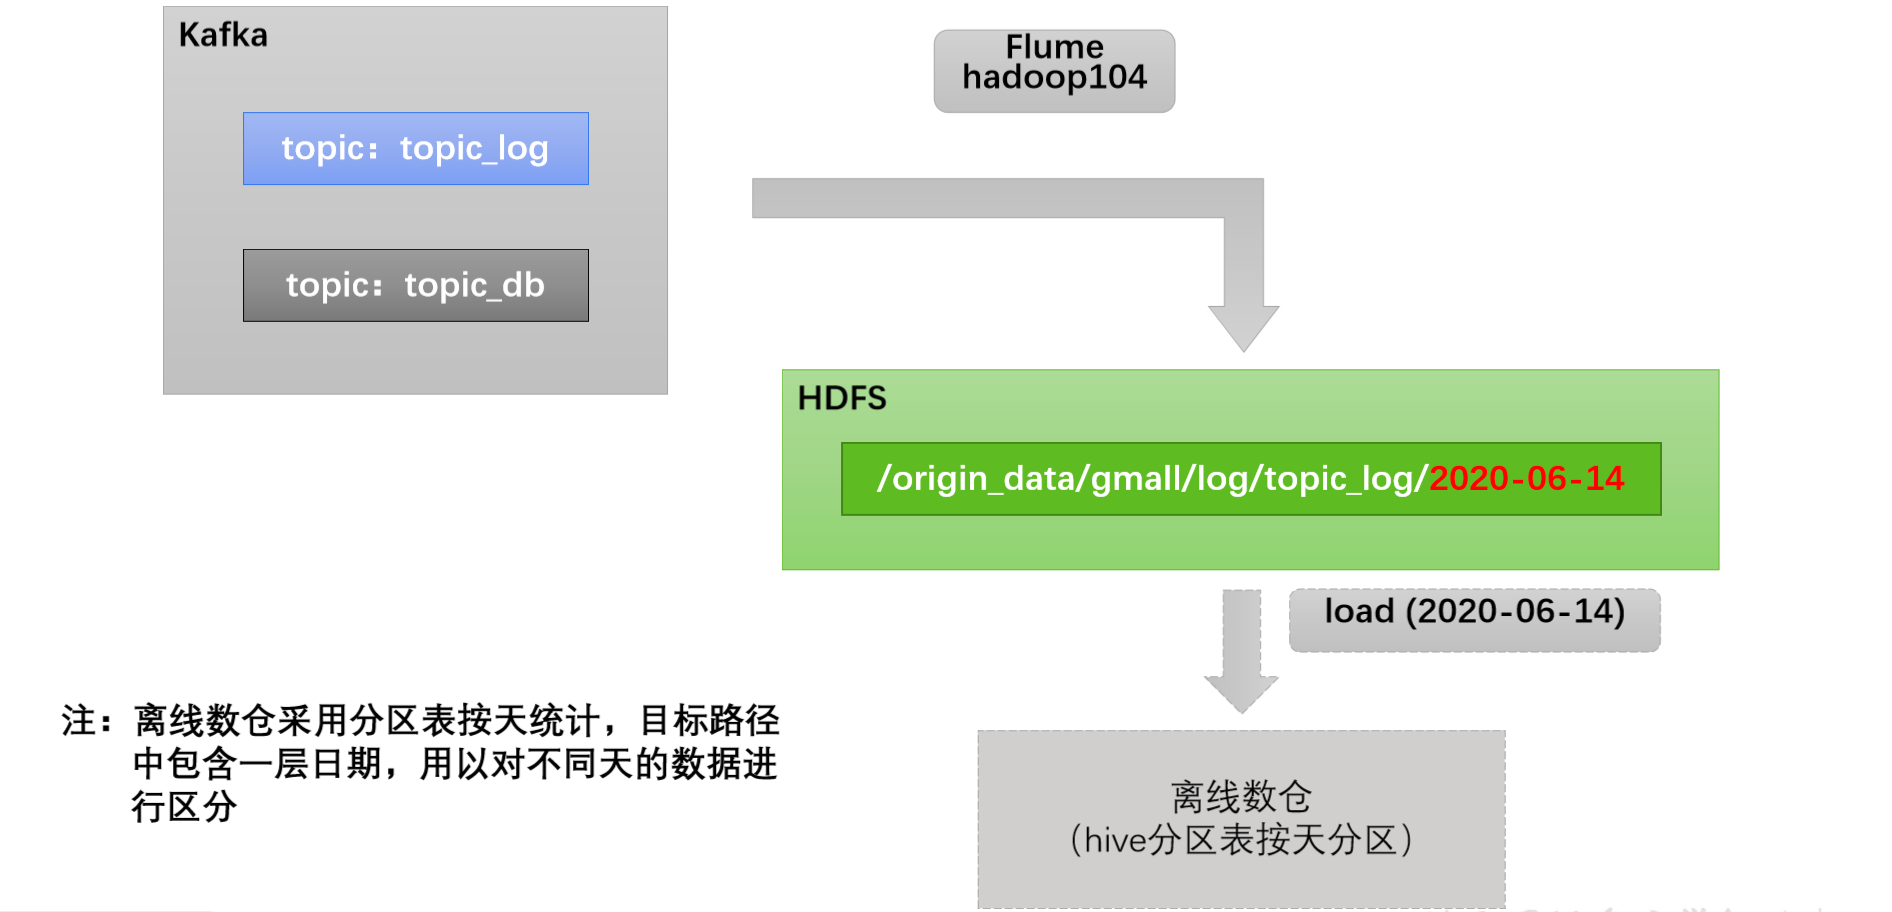 Kafka
topic：topic_log
topic：topic_db
Flume
hadoop104
HDFS
/origin_data/gmall/log/topic_log/2020-06-14
load (2020-06-14)
注：离线数仓采用分区表按天统计，目标路径
中包含一层日期，用以对不同天的数据进
行区分
离线数仓
（hive分区表按天分区）